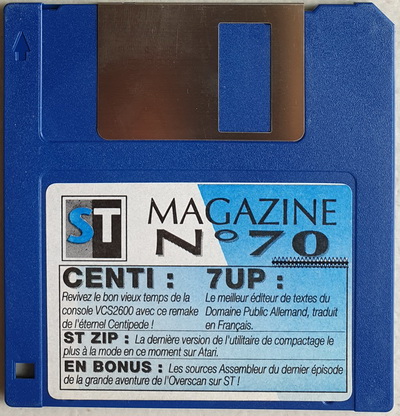 ST MAGAZINE
N°70
CENTI : 7UP :
Revivez le bon vieux temps de la
console VCS2600 avec ce remake
de l'éternel Centipede !
Le meilleur éditeur de textes du
Domaine Public Allemand, traduit
en Français.
ST ZIP : La dernière version de l'utilitaire de compactage le
plus à la mode en ce moment sur Atari.
EN BONUS : Les sources Assembleur du dernier épisode
de la grande aventure de l'Overscan sur ST !